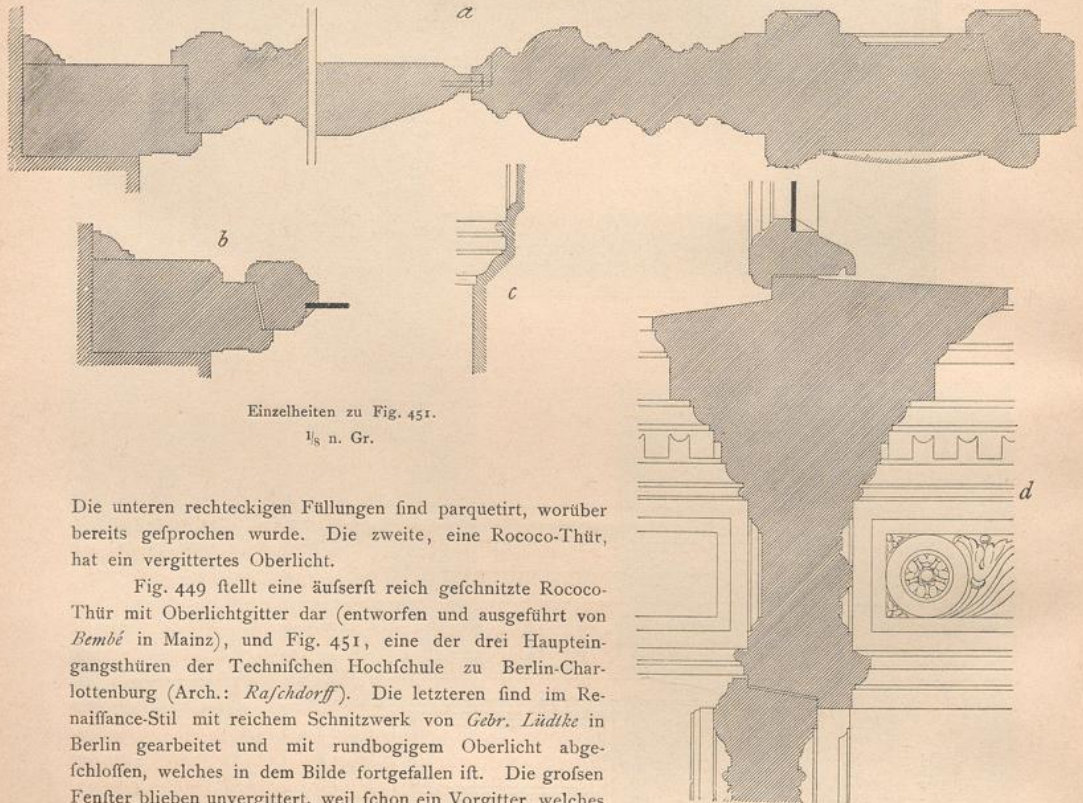 a
b
c
Einzelheiten zu Fig. 451.
1/8 n. Gr.
d
Die unteren rechteckigen Füllungen ſind parquetirt, worüber
bereits geſprochen wurde. Die zweite, eine Rococo-Thür,
hat ein vergittertes Oberlicht.
Fig. 449 ſtellt eine äuſserſt reich geſchnitzte Rococo-
Thür mit Oberlichtgitter dar (entworfen und ausgeführt von
Bembé in Mainz), und Fig. 451, eine der drei Hauptein-
gangsthüren der Techniſchen Hochſchule zu Berlin-Char-
lottenburg (Arch.: Raſchdorff). Die letzteren ſind im Re-
naiſſance-Stil mit reichem Schnitzwerk von Gebr. Lüdtke in
Berlin gearbeitet und mit rundbogigem Oberlicht abge-
ſchloſſen, welches in dem Bilde fortgefallen iſt. Die groſsen
Fenſter blieben unvergittert, weil ſchon ein Vorgitter, welches